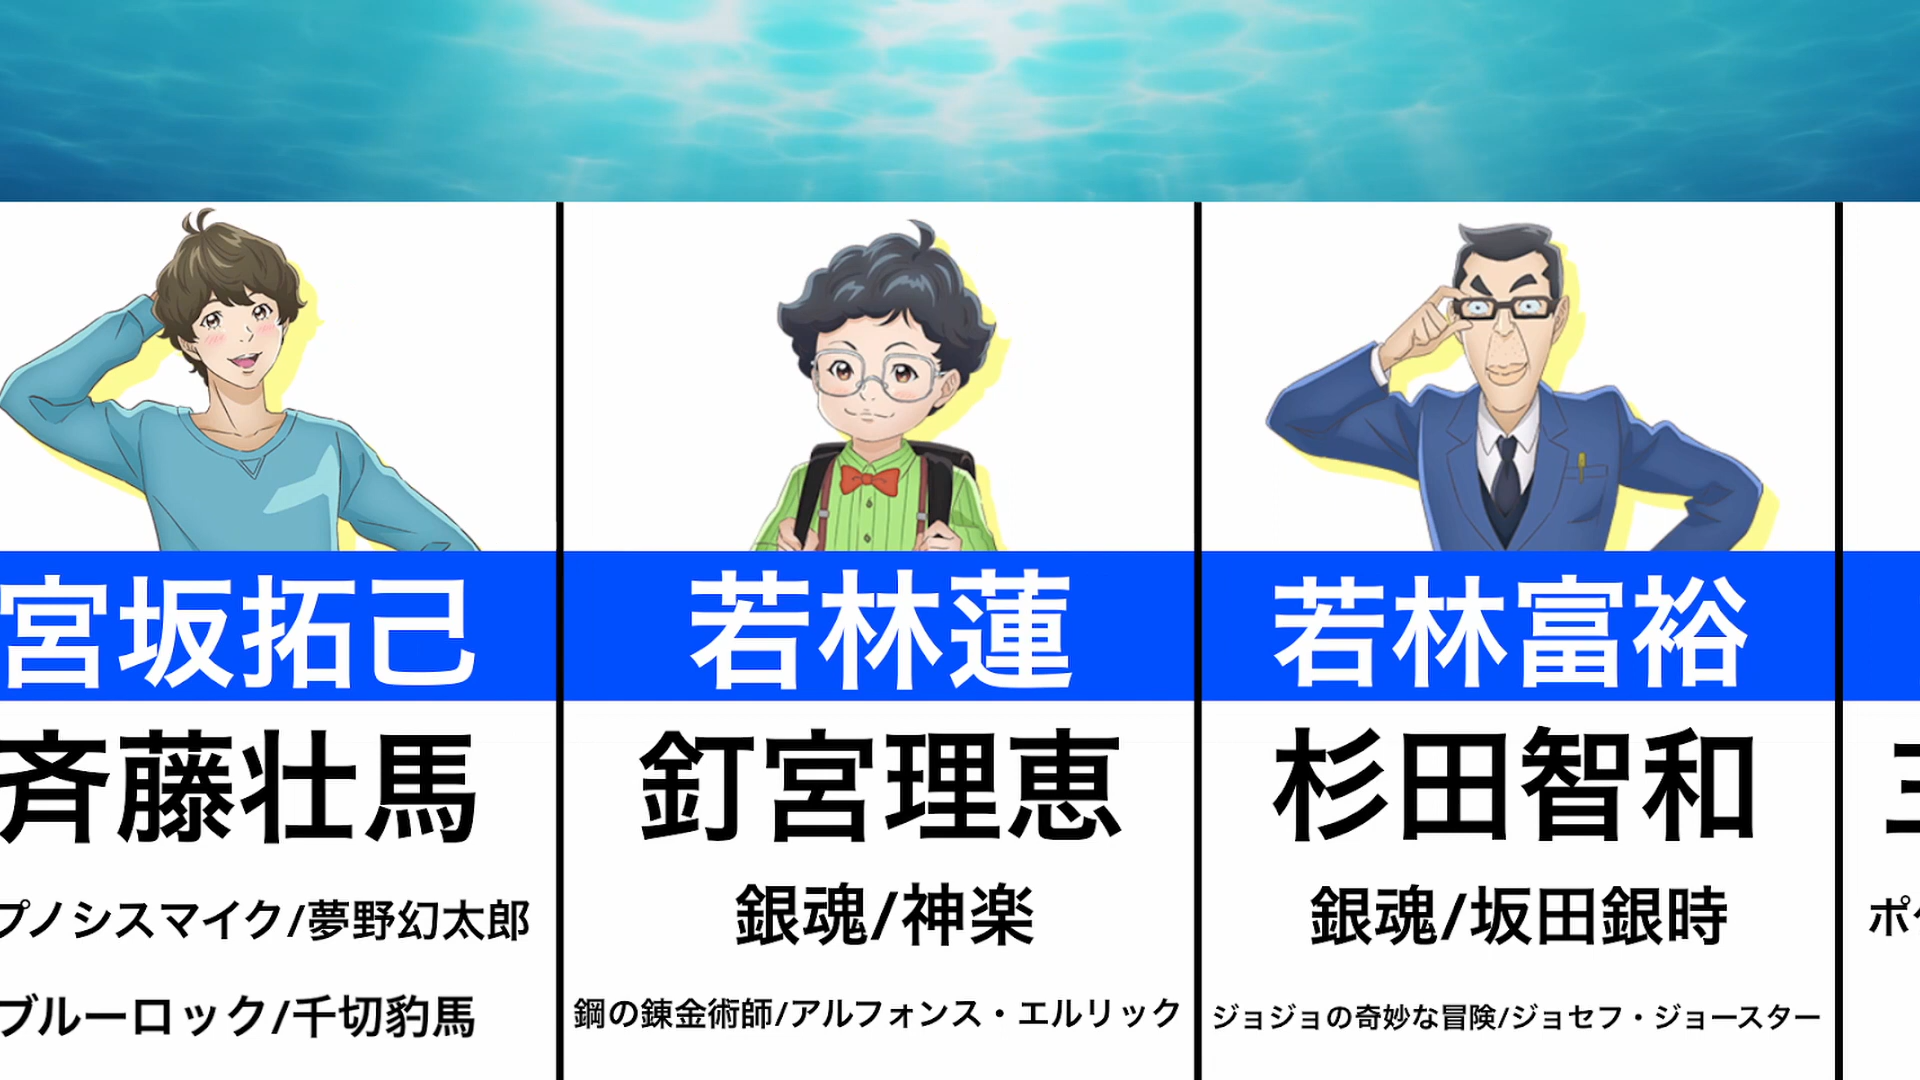 宮坂拓己
斉藤壮馬
プノシスマイク/夢野幻太郎
ブルーロック/千切豹馬
若林蓮
釘宮理恵
銀魂/神楽
鋼の錬金術師/アルフォンス・エルリック
若林富裕
杉田智和
銀魂/坂田銀時
ジョジョの奇妙な冒険/ジョセフ・ジョースター